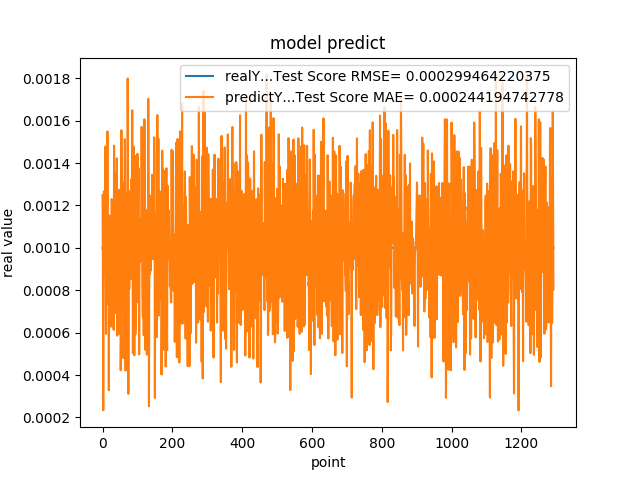 model predict
realY...Test Score RMSE= 0.000299464220375
predictY...Test Score MAE= 0.000244194742778
0.0018
0.0016
0.0014
0.0012
0.0010
0.0008
0.0006
0.0004
0.0002
real value
0 200 400 600 800 1000 1200
point